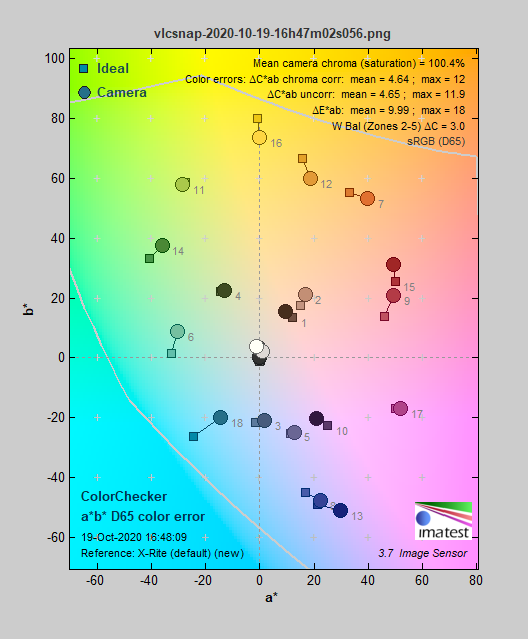 vlcsnap-2020-10-19-16h47m02s056.png
Mean camera chroma (saturation) = 100.4%
Color errors: ΔC*ab chroma corr: mean = 4.64 ; max = 12
ΔC*ab uncorr: mean = 4.65 ; max = 11.9
ΔE*ab: mean = 9.99 ; max = 18
W Bal (Zones 2-5) ΔC = 3.0
sRGB (D65)
Ideal
Camera
100
80
60
40
20
0
-20
-40
-60
b*
16
12
11
7
14
4
2
15
9
1
6
17
18
3
5
10
8
13
ColorChecker
a*b* D65 color error
19-Oct-2020 16:48:09
Reference: X-Rite (default) (new)
imatest
3.7 Image Sensor
-60 -40 -20 0 20 40 60 80
a*